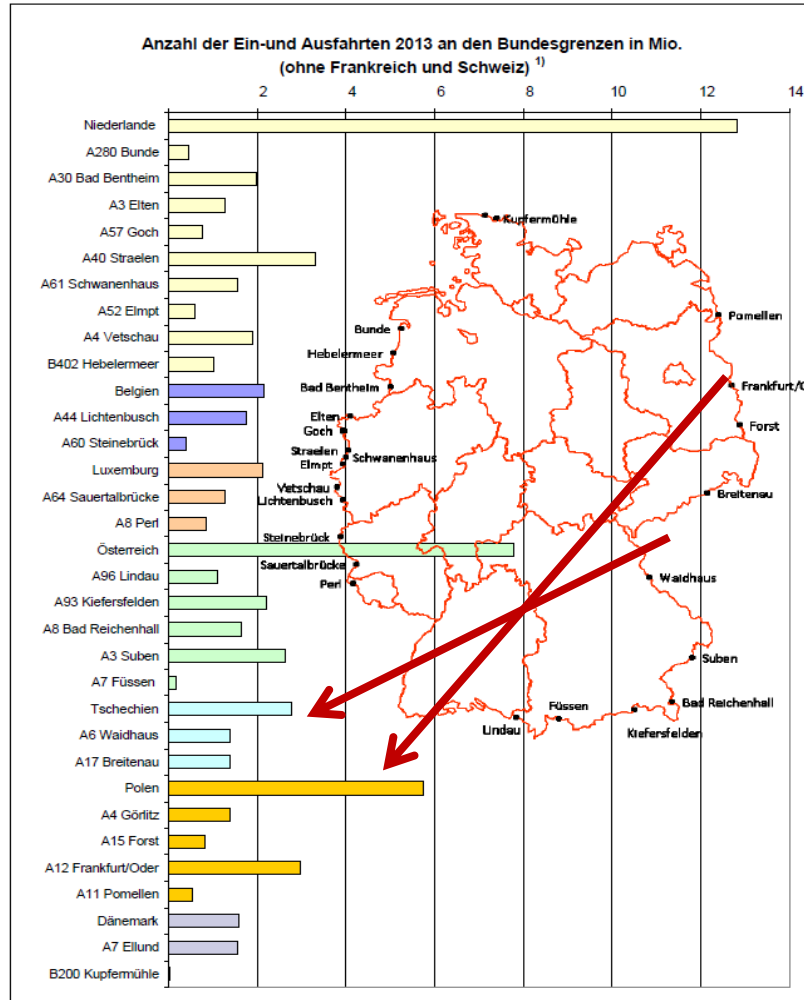 Anzahl der Ein-und Ausfahrten 2013 an den Bundesgrenzen in Mio.
(ohne Frankreich und Schweiz) 1)
2 4 6 8 10 12 14
Niederlande
A280 Bunde
A30 Bad Bentheim
A3 Elten
A57 Goch
A40 Straelen
A61 Schwanenhaus
A52 Elmpt
A4 Vetschau
B402 Hebelermeer
Belgien
A44 Lichtenbusch
A60 Steinebrück
Luxemburg
A64 Sauertalbrücke
A8 Perl
Österreich
A96 Lindau
A93 Kiefersfelden
A8 Bad Reichenhall
A3 Suben
A7 Füssen
Tschechien
A6 Waidhaus
A17 Breitenau
Polen
A4 Görlitz
A15 Forst
A12 Frankfurt/Oder
A11 Pomellen
Dänemark
A7 Ellund
B200 Kupfermühle
Kupfermühle
Pomellen
Bunde
Hebelermeer
Bad Bentheim
Frankfurt/O
Elten
Goch
Forst
Straelen
Schwanenhaus
Elmpt
Vetschau
Lichtenbusch
Breitenau
Steinebrück
Sauertalbrücke
Perl
Waidhaus
Suben
Bad Reichenhall
Füssen
Lindau
Kiefersfelden